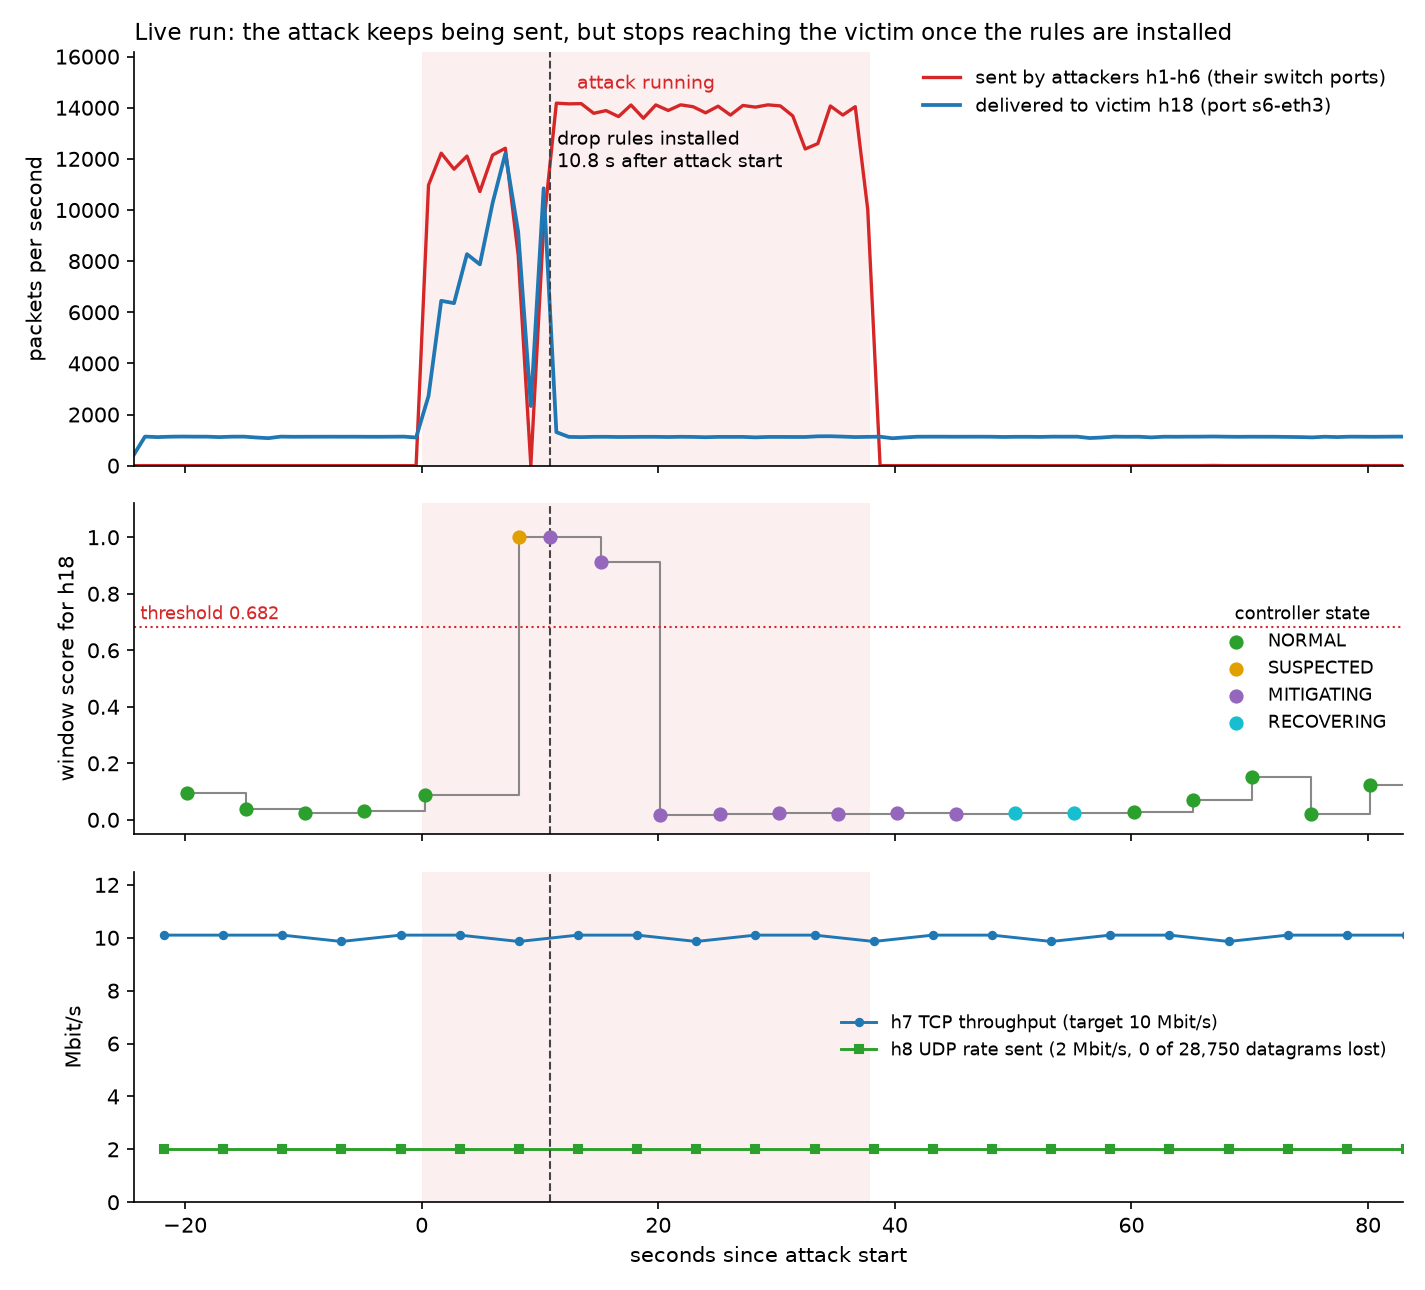 Live run: the attack keeps being sent, but stops reaching the victim once the rules are installed
16000
14000
12000
10000
8000
6000
4000
2000
0
packets per second
attack running
drop rules installed
10.8 s after attack start
sent by attackers h1-h6 (their switch ports)
delivered to victim h18 (port s6-eth3)
1.0
0.8
0.6
0.4
0.2
0.0
window score for h18
threshold 0.682
controller state
NORMAL
SUSPECTED
MITIGATING
RECOVERING
12
10
8
6
4
2
0
Mbit/s
h7 TCP throughput (target 10 Mbit/s)
h8 UDP rate sent (2 Mbit/s, 0 of 28,750 datagrams lost)
−20 0 20 40 60 80
seconds since attack start